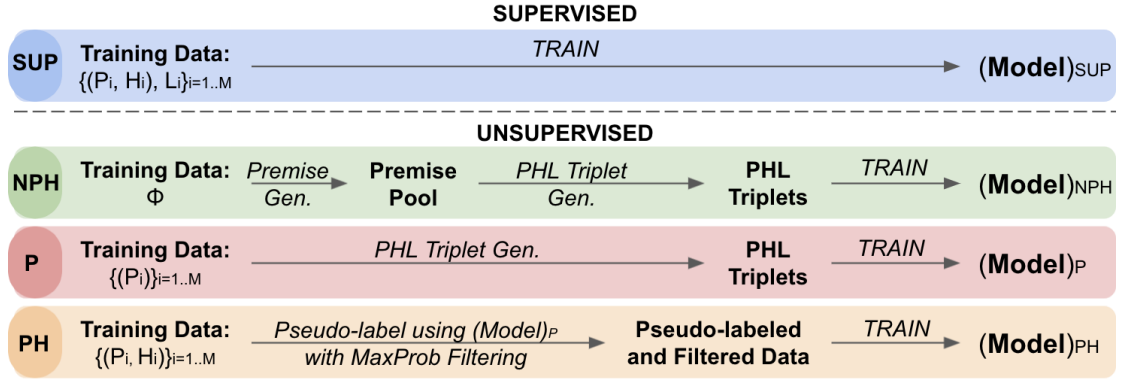 SUPERVISED
SUP
Training Data:
{(Pi, Hi), Li}i=1..M
TRAIN
(Model)SUP
UNSUPERVISED
NPH
Training Data:
Φ
Premise
Gen.
Premise
Pool
PHL Triplet
Gen.
PHL
Triplets
TRAIN
(Model)NPH
P
Training Data:
{(Pi)}i=1..M
PHL Triplet Gen.
PHL
Triplets
TRAIN
(Model)P
PH
Training Data:
{(Pi, Hi)}i=1..M
Pseudo-label using (Model)P
with MaxProb Filtering
Pseudo-labeled
and Filtered Data
TRAIN
(Model)PH